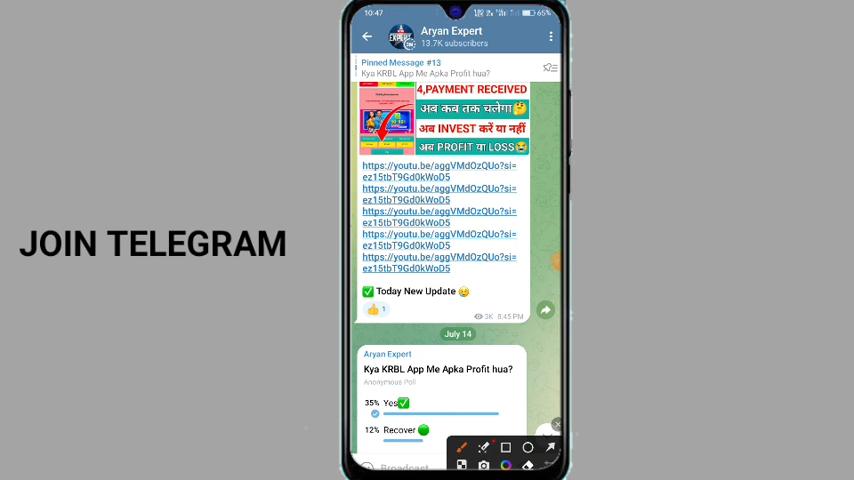 10:47
65%
Aryan Expert
13.7K subscribers
Pinned Message #13
Kya KRBL App Me Apka Profit hua?
4,PAYMENT RECEIVED
अब कब तक चलेगा🤔
अब INVEST करें या नहीं
अब PROFIT या LOSS😭
https://youtu.be/aggVMdOzQUo?si=
ez15tbT9Gd0kWoD5
https://youtu.be/aggVMdOzQUo?si=
ez15tbT9Gd0kWoD5
https://youtu.be/aggVMdOzQUo?si=
ez15tbT9Gd0kWoD5
https://youtu.be/aggVMdOzQUo?si=
ez15tbT9Gd0kWoD5
https://youtu.be/aggVMdOzQUo?si=
ez15tbT9Gd0kWoD5
JOIN TELEGRAM
✅ Today New Update 🥲
👍 1
3K 8:45 PM
July 14
Aryan Expert
Kya KRBL App Me Apka Profit hua?
Anonymous Poll
35% Yes✅
12% Recover 🟢
Broadcast